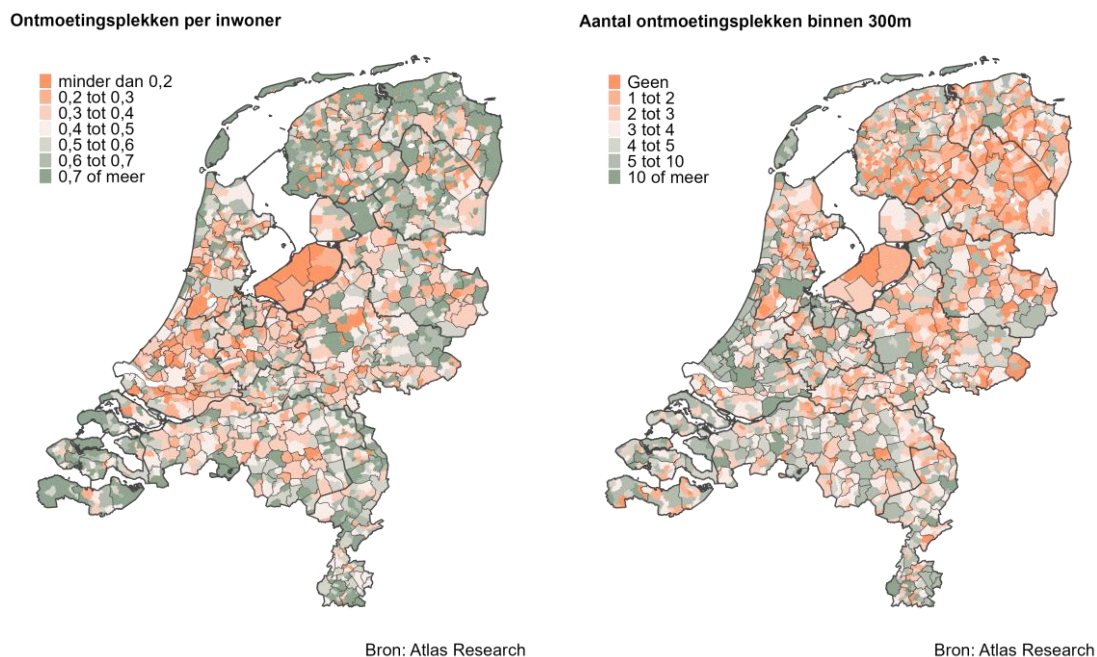 Ontmoetingsplekken per inwoner
minder dan 0,2
0,2 tot 0,3
0,3 tot 0,4
0,4 tot 0,5
0,5 tot 0,6
0,6 tot 0,7
0,7 of meer
Bron: Atlas Research
Aantal ontmoetingsplekken binnen 300m
Geen
1 tot 2
2 tot 3
3 tot 4
4 tot 5
5 tot 10
10 of meer
Bron: Atlas Research